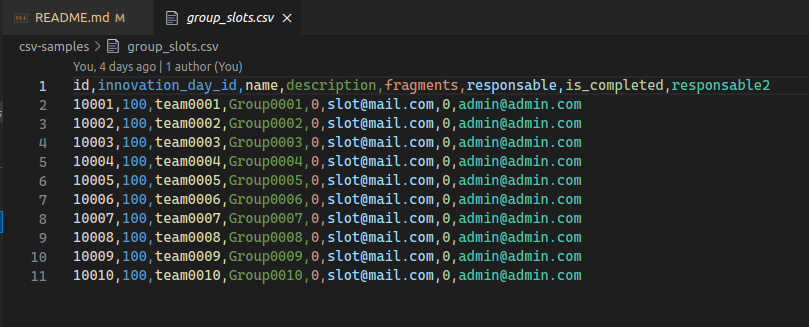 README.md M
group_slots.csv
csv-samples > group_slots.csv
You, 4 days ago | 1 author (You)
1 id,innovation_day_id,name,description,fragments,responsable,is_completed,responsable2
2 10001,100,team0001,Group0001,0,slot@mail.com,0,admin@admin.com
3 10002,100,team0002,Group0002,0,slot@mail.com,0,admin@admin.com
4 10003,100,team0003,Group0003,0,slot@mail.com,0,admin@admin.com
5 10004,100,team0004,Group0004,0,slot@mail.com,0,admin@admin.com
6 10005,100,team0005,Group0005,0,slot@mail.com,0,admin@admin.com
7 10006,100,team0006,Group0006,0,slot@mail.com,0,admin@admin.com
8 10007,100,team0007,Group0007,0,slot@mail.com,0,admin@admin.com
9 10008,100,team0008,Group0008,0,slot@mail.com,0,admin@admin.com
10 10009,100,team0009,Group0009,0,slot@mail.com,0,admin@admin.com
11 10010,100,team0010,Group0010,0,slot@mail.com,0,admin@admin.com